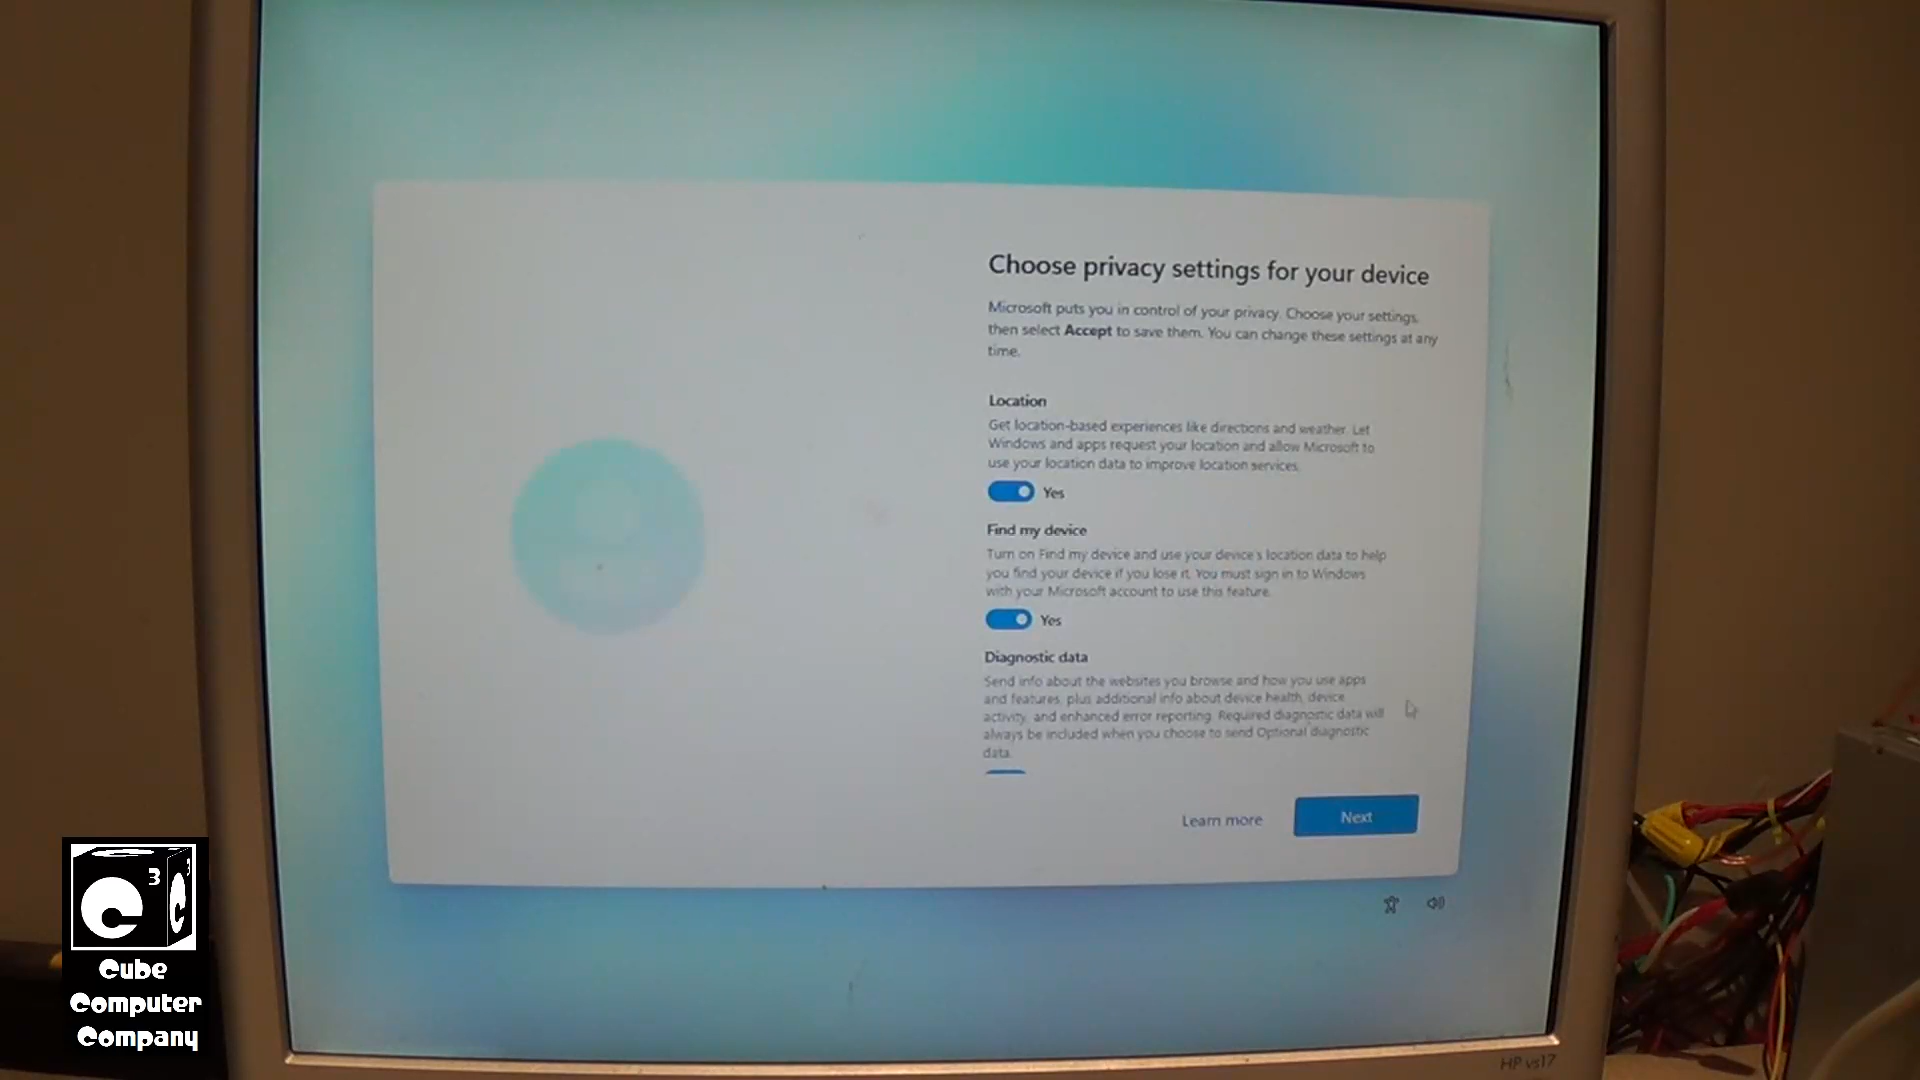 Choose privacy settings for your device
Microsoft puts you in control of your privacy. Choose your settings,
then select Accept to save them. You can change these settings at any
time.
Location
Get location-based experiences like directions and weather. Let
Windows and apps request your location and allow Microsoft to
use your location data to improve location services.
Yes
Find my device
Turn on Find my device and use your device's location data to help
you find your device if you lose it. You must sign in to Windows
with your Microsoft account to use this feature.
Yes
Diagnostic data
Send info about the websites you browse and how you use apps
and features, plus additional info about device health, device
activity, and enhanced error reporting. Required diagnostic data will
always be included when you choose to send Optional diagnostic
data.
Learn more
Next
C 3
C 3
Cube
Computer
Company
HP vs17